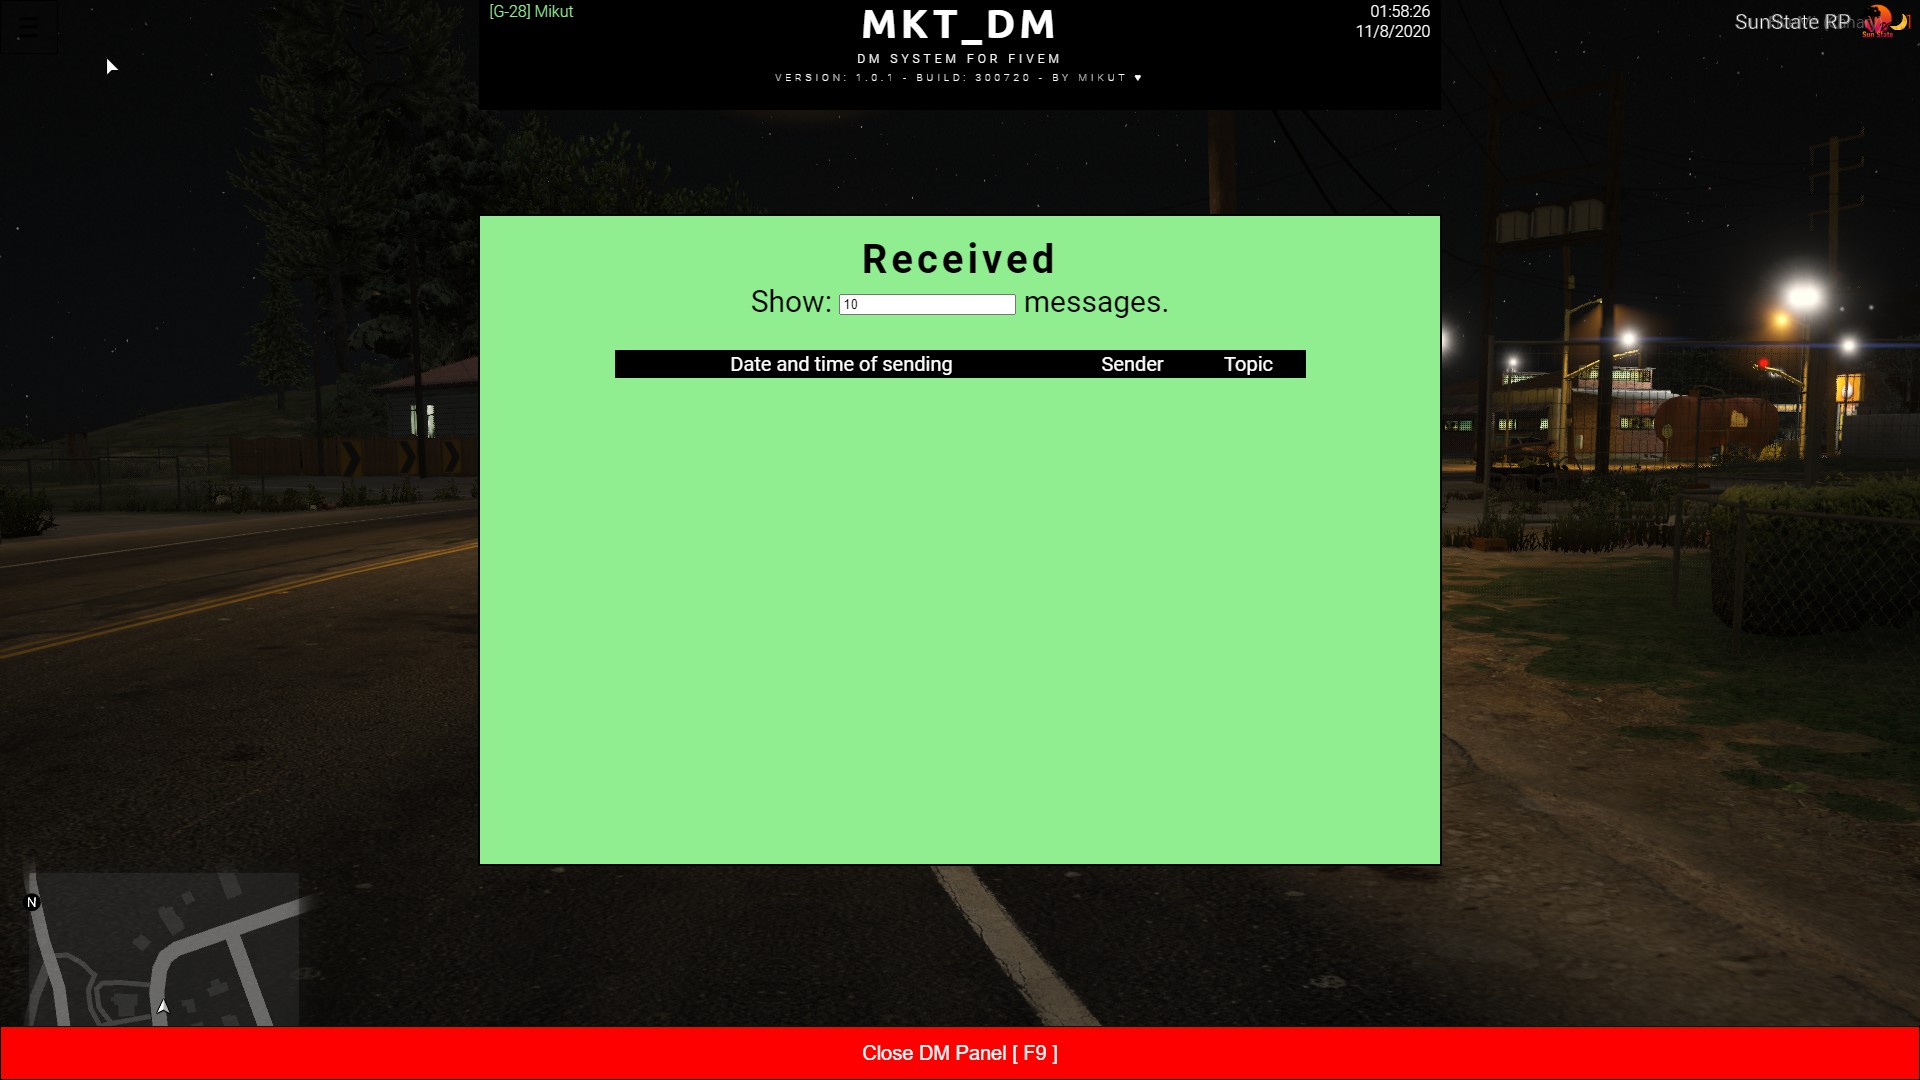 [G-28] Mikut
MKT_DM
DM SYSTEM FOR FIVEM
VERSION: 1.0.1 - BUILD: 300720 - BY MIKUT ♥
01:58:26
11/8/2020
SunState RP
Sun State
Received
Show: 10 messages.
Date and time of sending Sender Topic
N
Close DM Panel [ F9 ]